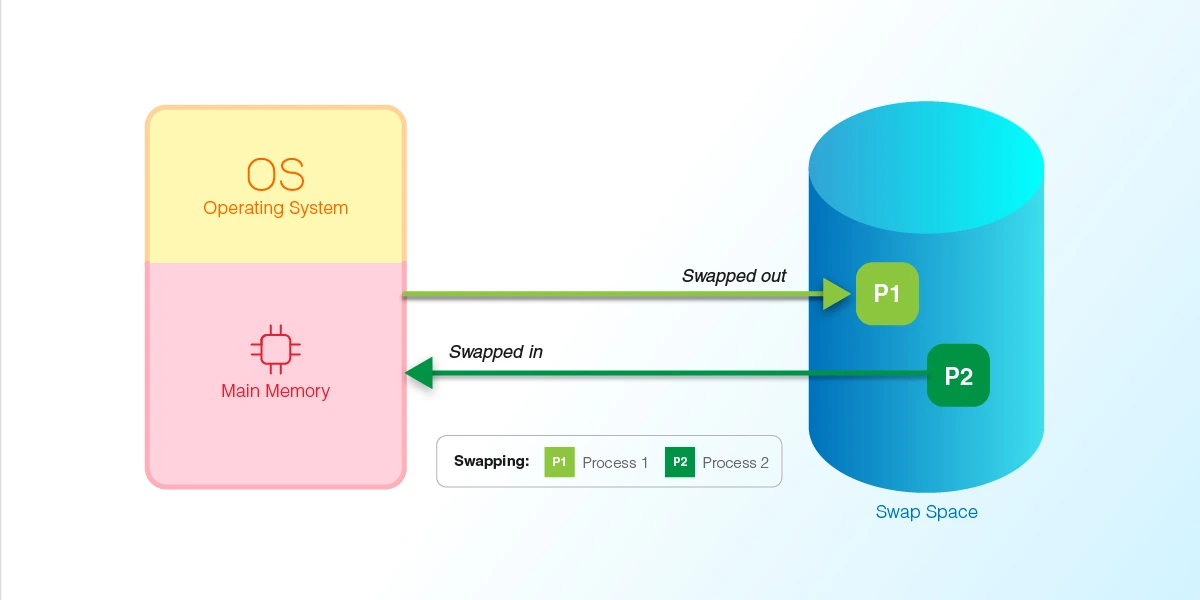 OS
Operating System
Main Memory
Swapped out
P1
Swapped in
P2
Swapping: P1 Process 1 P2 Process 2
Swap Space